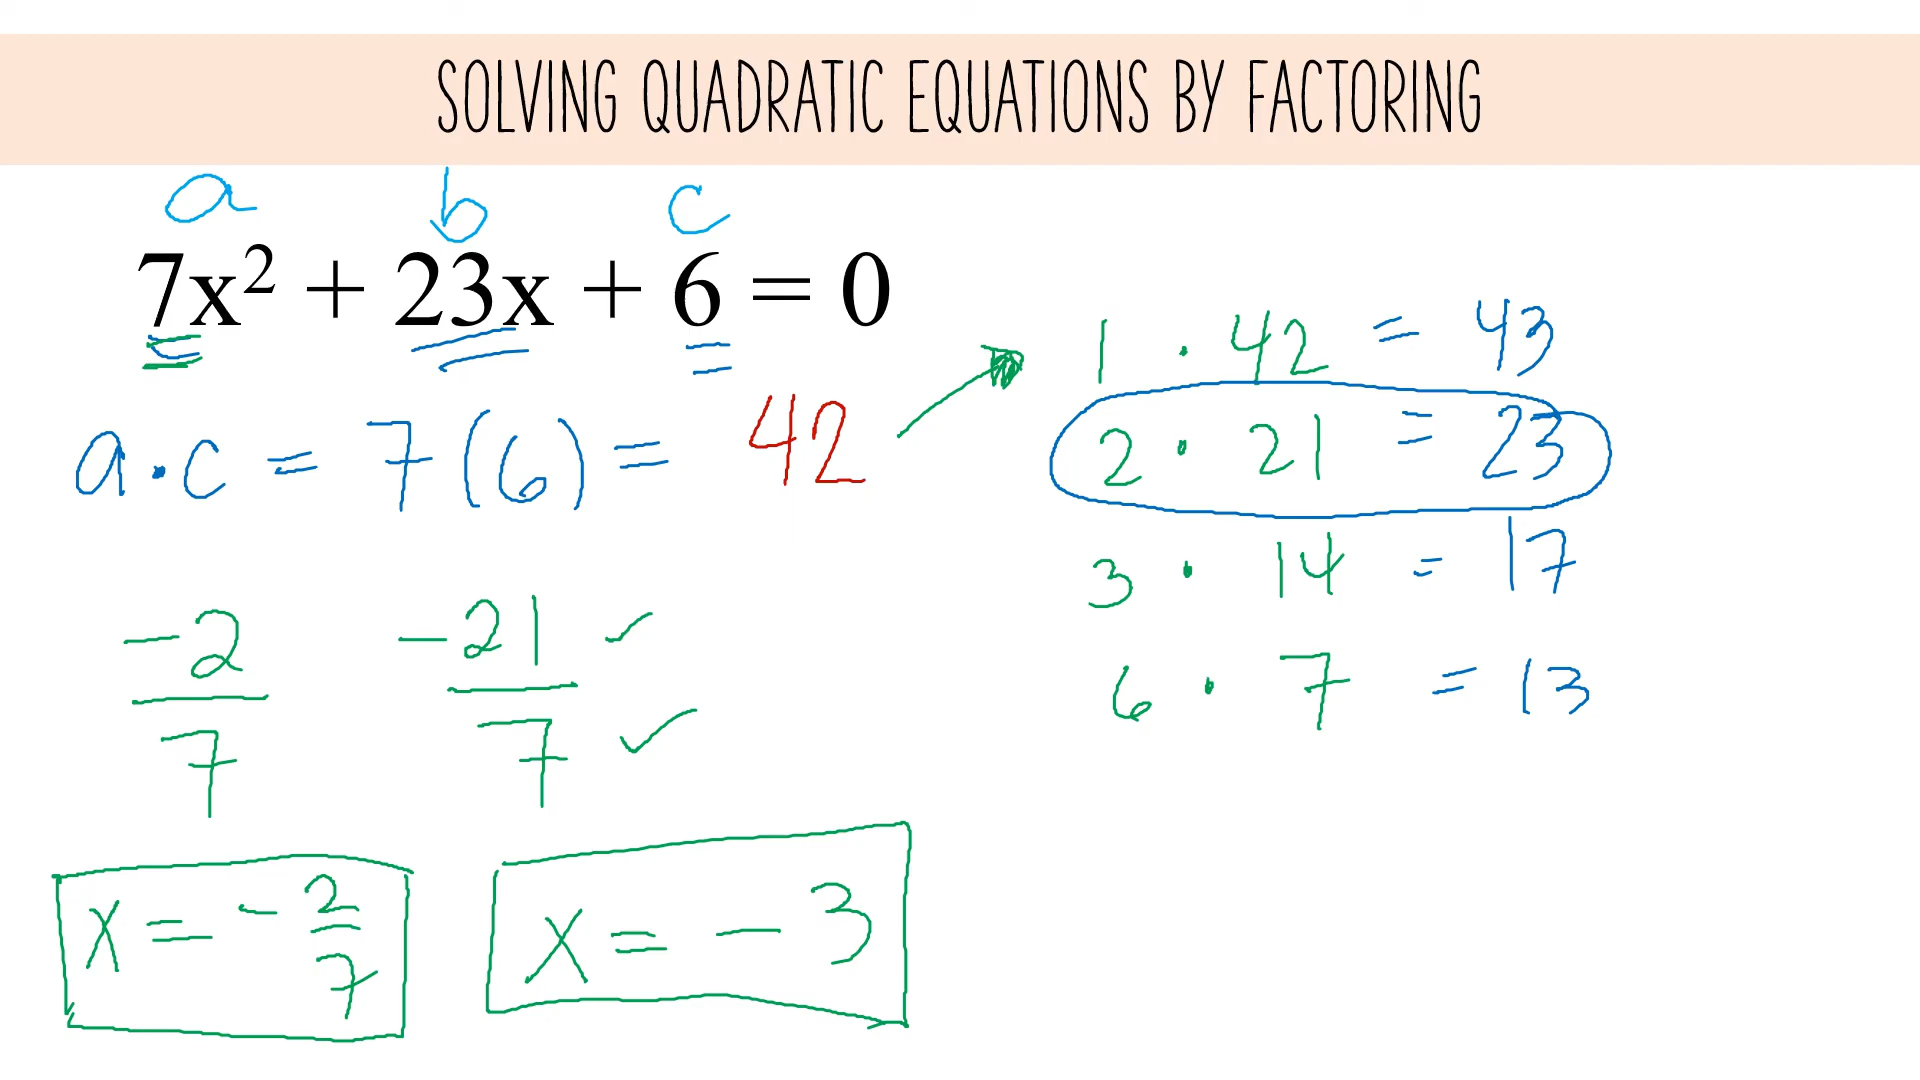 SOLVING QUADRATIC EQUATIONS BY FACTORING
a b c
7x² + 23x + 6 = 0
a · c = 7 (6) = 42
1 · 42 = 43
2 · 21 = 23
3 · 14 = 17
6 · 7 = 13
-2/7 -21/7
x = -2/7
x = -3